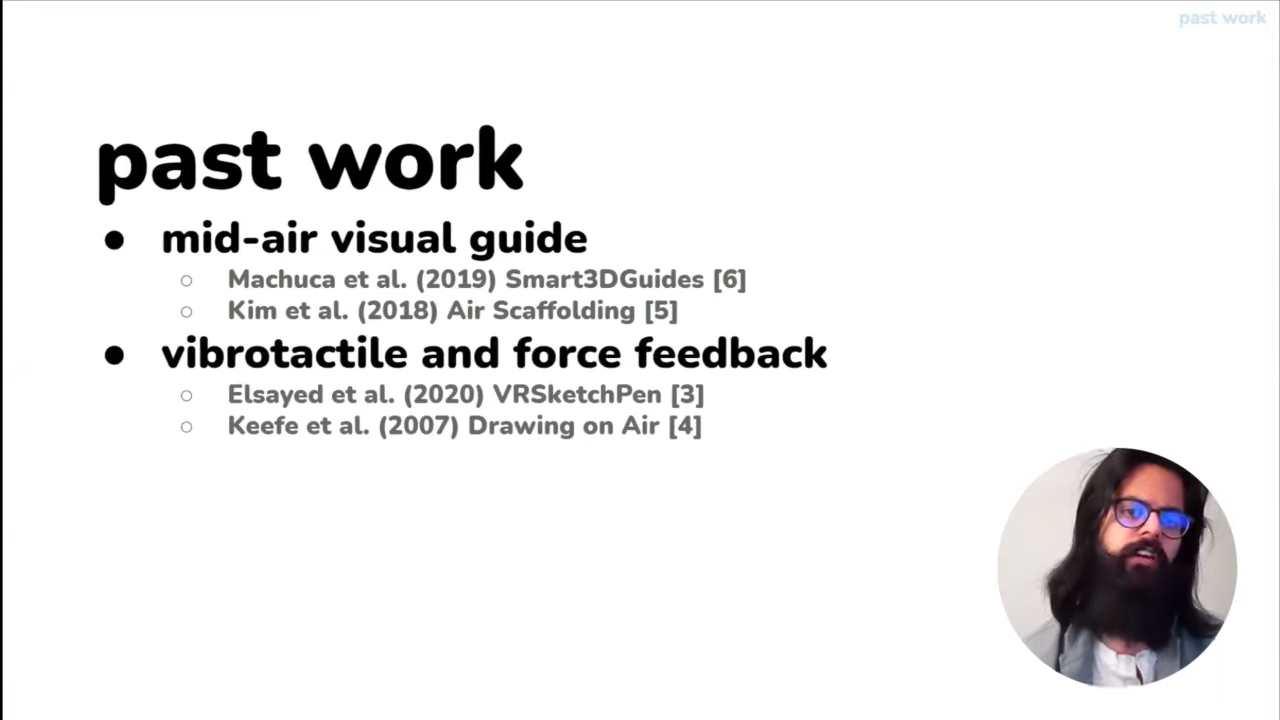 past work
past work
● mid-air visual guide
○ Machuca et al. (2019) Smart3DGuides [6]
○ Kim et al. (2018) Air Scaffolding [5]
● vibrotactile and force feedback
○ Elsayed et al. (2020) VRSketchPen [3]
○ Keefe et al. (2007) Drawing on Air [4]